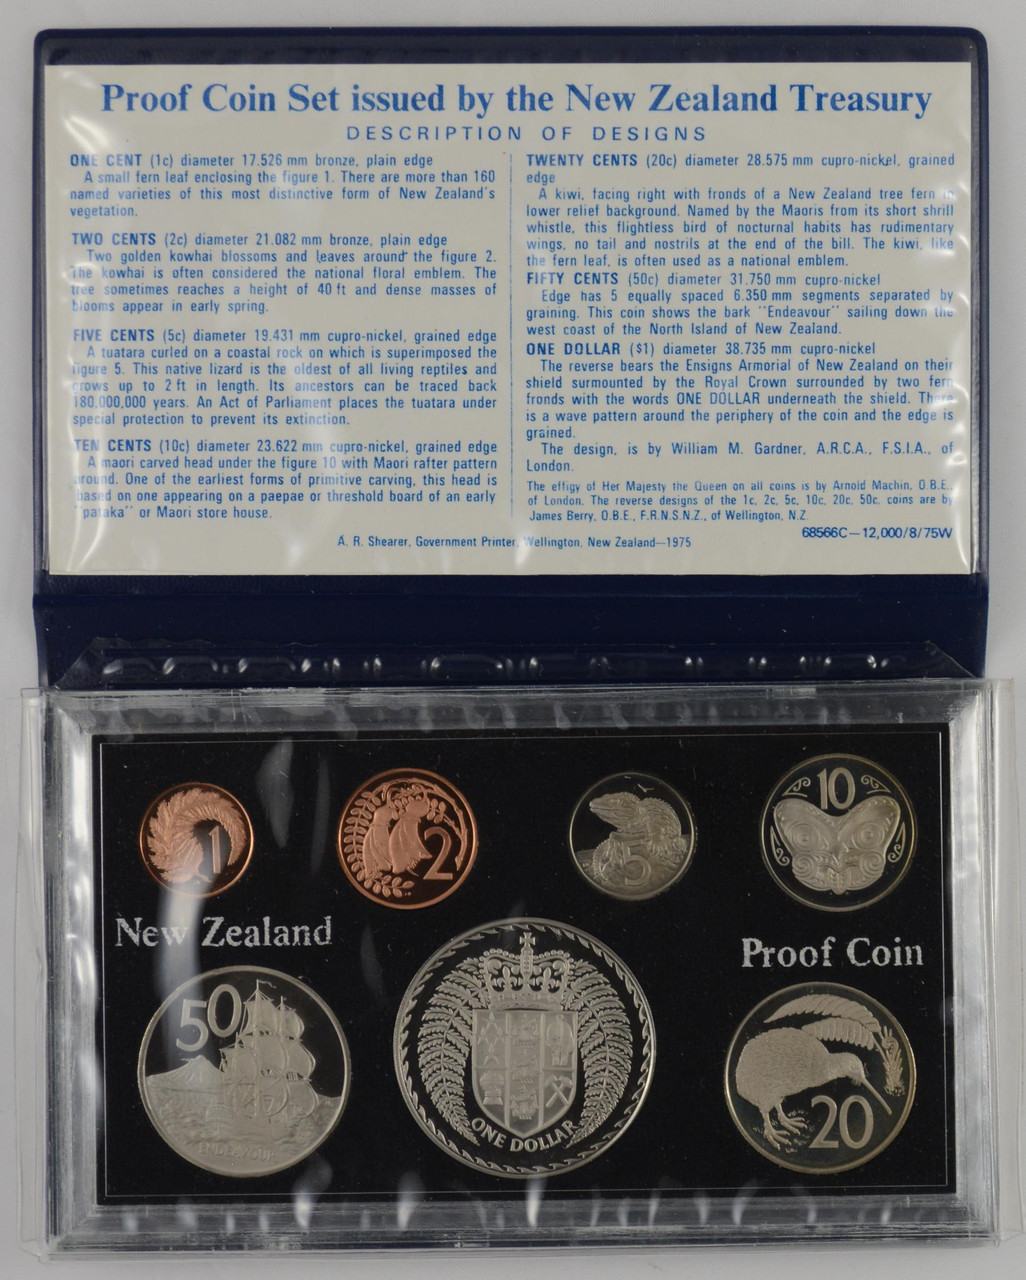 Proof Coin Set issued by the New Zealand Treasury
DESCRIPTION OF DESIGNS
ONE CENT (1c) diameter 17.526 mm bronze, plain edge
A small fern leaf enclosing the figure 1. There are more than 160
named varieties of this most distinctive form of New Zealand's
vegetation.
TWO CENTS (2c) diameter 21.082 mm bronze, plain edge
Two golden kowhai blossoms and leaves around the figure 2.
The kowhai is often considered the national floral emblem. The
tree sometimes reaches a height of 40 ft and dense masses of
blooms appear in early spring.
FIVE CENTS (5c) diameter 19.431 mm cupro-nickel, grained edge
A tuatara curled on a coastal rock on which is superimposed the
figure 5. This native lizard is the oldest of all living reptiles and
grows up to 2 ft in length. Its ancestors can be traced back
180,000,000 years. An Act of Parliament places the tuatara under
special protection to prevent its extinction.
TEN CENTS (10c) diameter 23.622 mm cupro-nickel, grained edge
A maori carved head under the figure 10 with Maori rafter pattern
around. One of the earliest forms of primitive carving, this head is
based on one appearing on a paepae or threshold board of an early
"pataka" or Maori store house.
TWENTY CENTS (20c) diameter 28.575 mm cupro-nickel, grained
edge
A kiwi, facing right with fronds of a New Zealand tree fern in
lower relief background. Named by the Maoris from its short shrill
whistle, this flightless bird of nocturnal habits has rudimentary
wings, no tail and nostrils at the end of the bill. The kiwi, like
the fern leaf, is often used as a national emblem.
FIFTY CENTS (50c) diameter 31.750 mm cupro-nickel
Edge has 5 equally spaced 6.350 mm segments separated by
graining. This coin shows the bark "Endeavour" sailing down the
west coast of the North Island of New Zealand.
ONE DOLLAR ($1) diameter 38.735 mm cupro-nickel
The reverse bears the Ensigns Armorial of New Zealand on their
shield surmounted by the Royal Crown surrounded by two fern
fronds with the words ONE DOLLAR underneath the shield. There
is a wave pattern around the periphery of the coin and the edge is
grained.
The design, is by William M. Gardner, A.R.C.A., F.S.I.A., of
London.
The effigy of Her Majesty the Queen on all coins is by Arnold Machin, O.B.E.,
of London. The reverse designs of the 1c, 2c, 5c, 10c, 20c, 50c, coins are by
James Berry, O.B.E., F.R.N.S.N.Z., of Wellington, N.Z.
68566C—12,000/8/75W
A. R. Shearer, Government Printer, Wellington, New Zealand—1975
1
2
5
10
New Zealand
Proof Coin
50
ENDEAVOUR
ONE DOLLAR
20